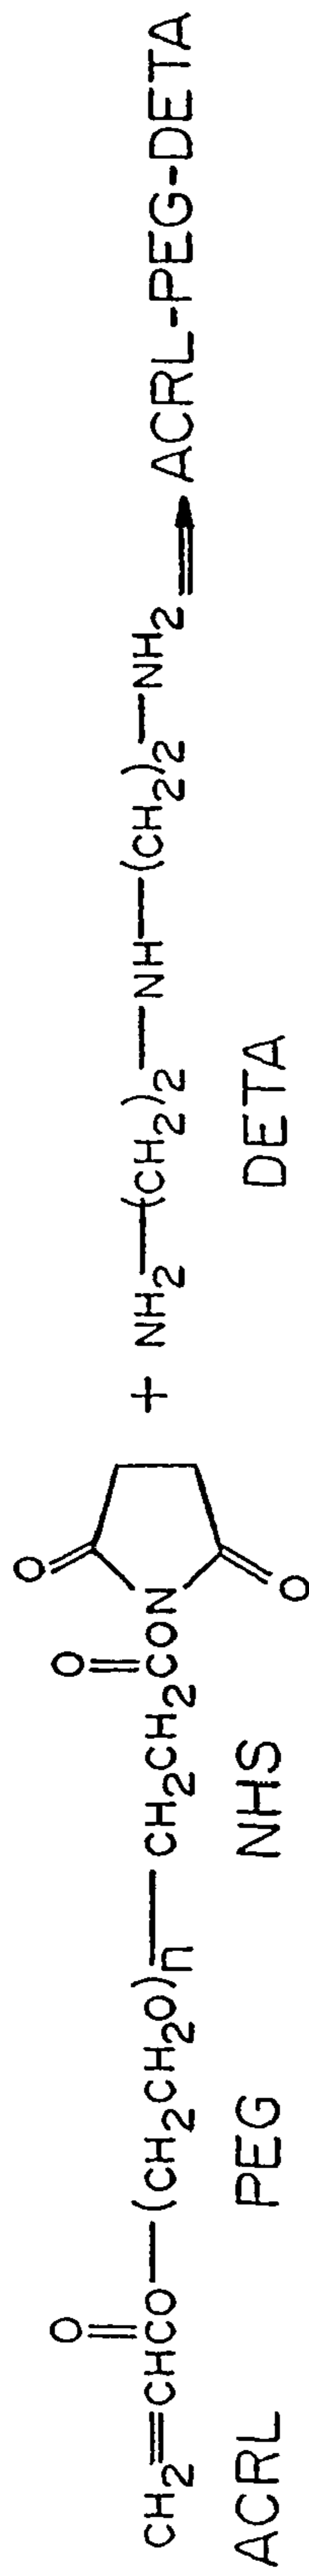 O O O
CH2=CHCO—(CH2CH2O)n—CH2CH2CON + NH2—(CH2)2—NH—(CH2)2—NH2 ⟹ ACRL-PEG-DETA
O
ACRL PEG NHS DETA